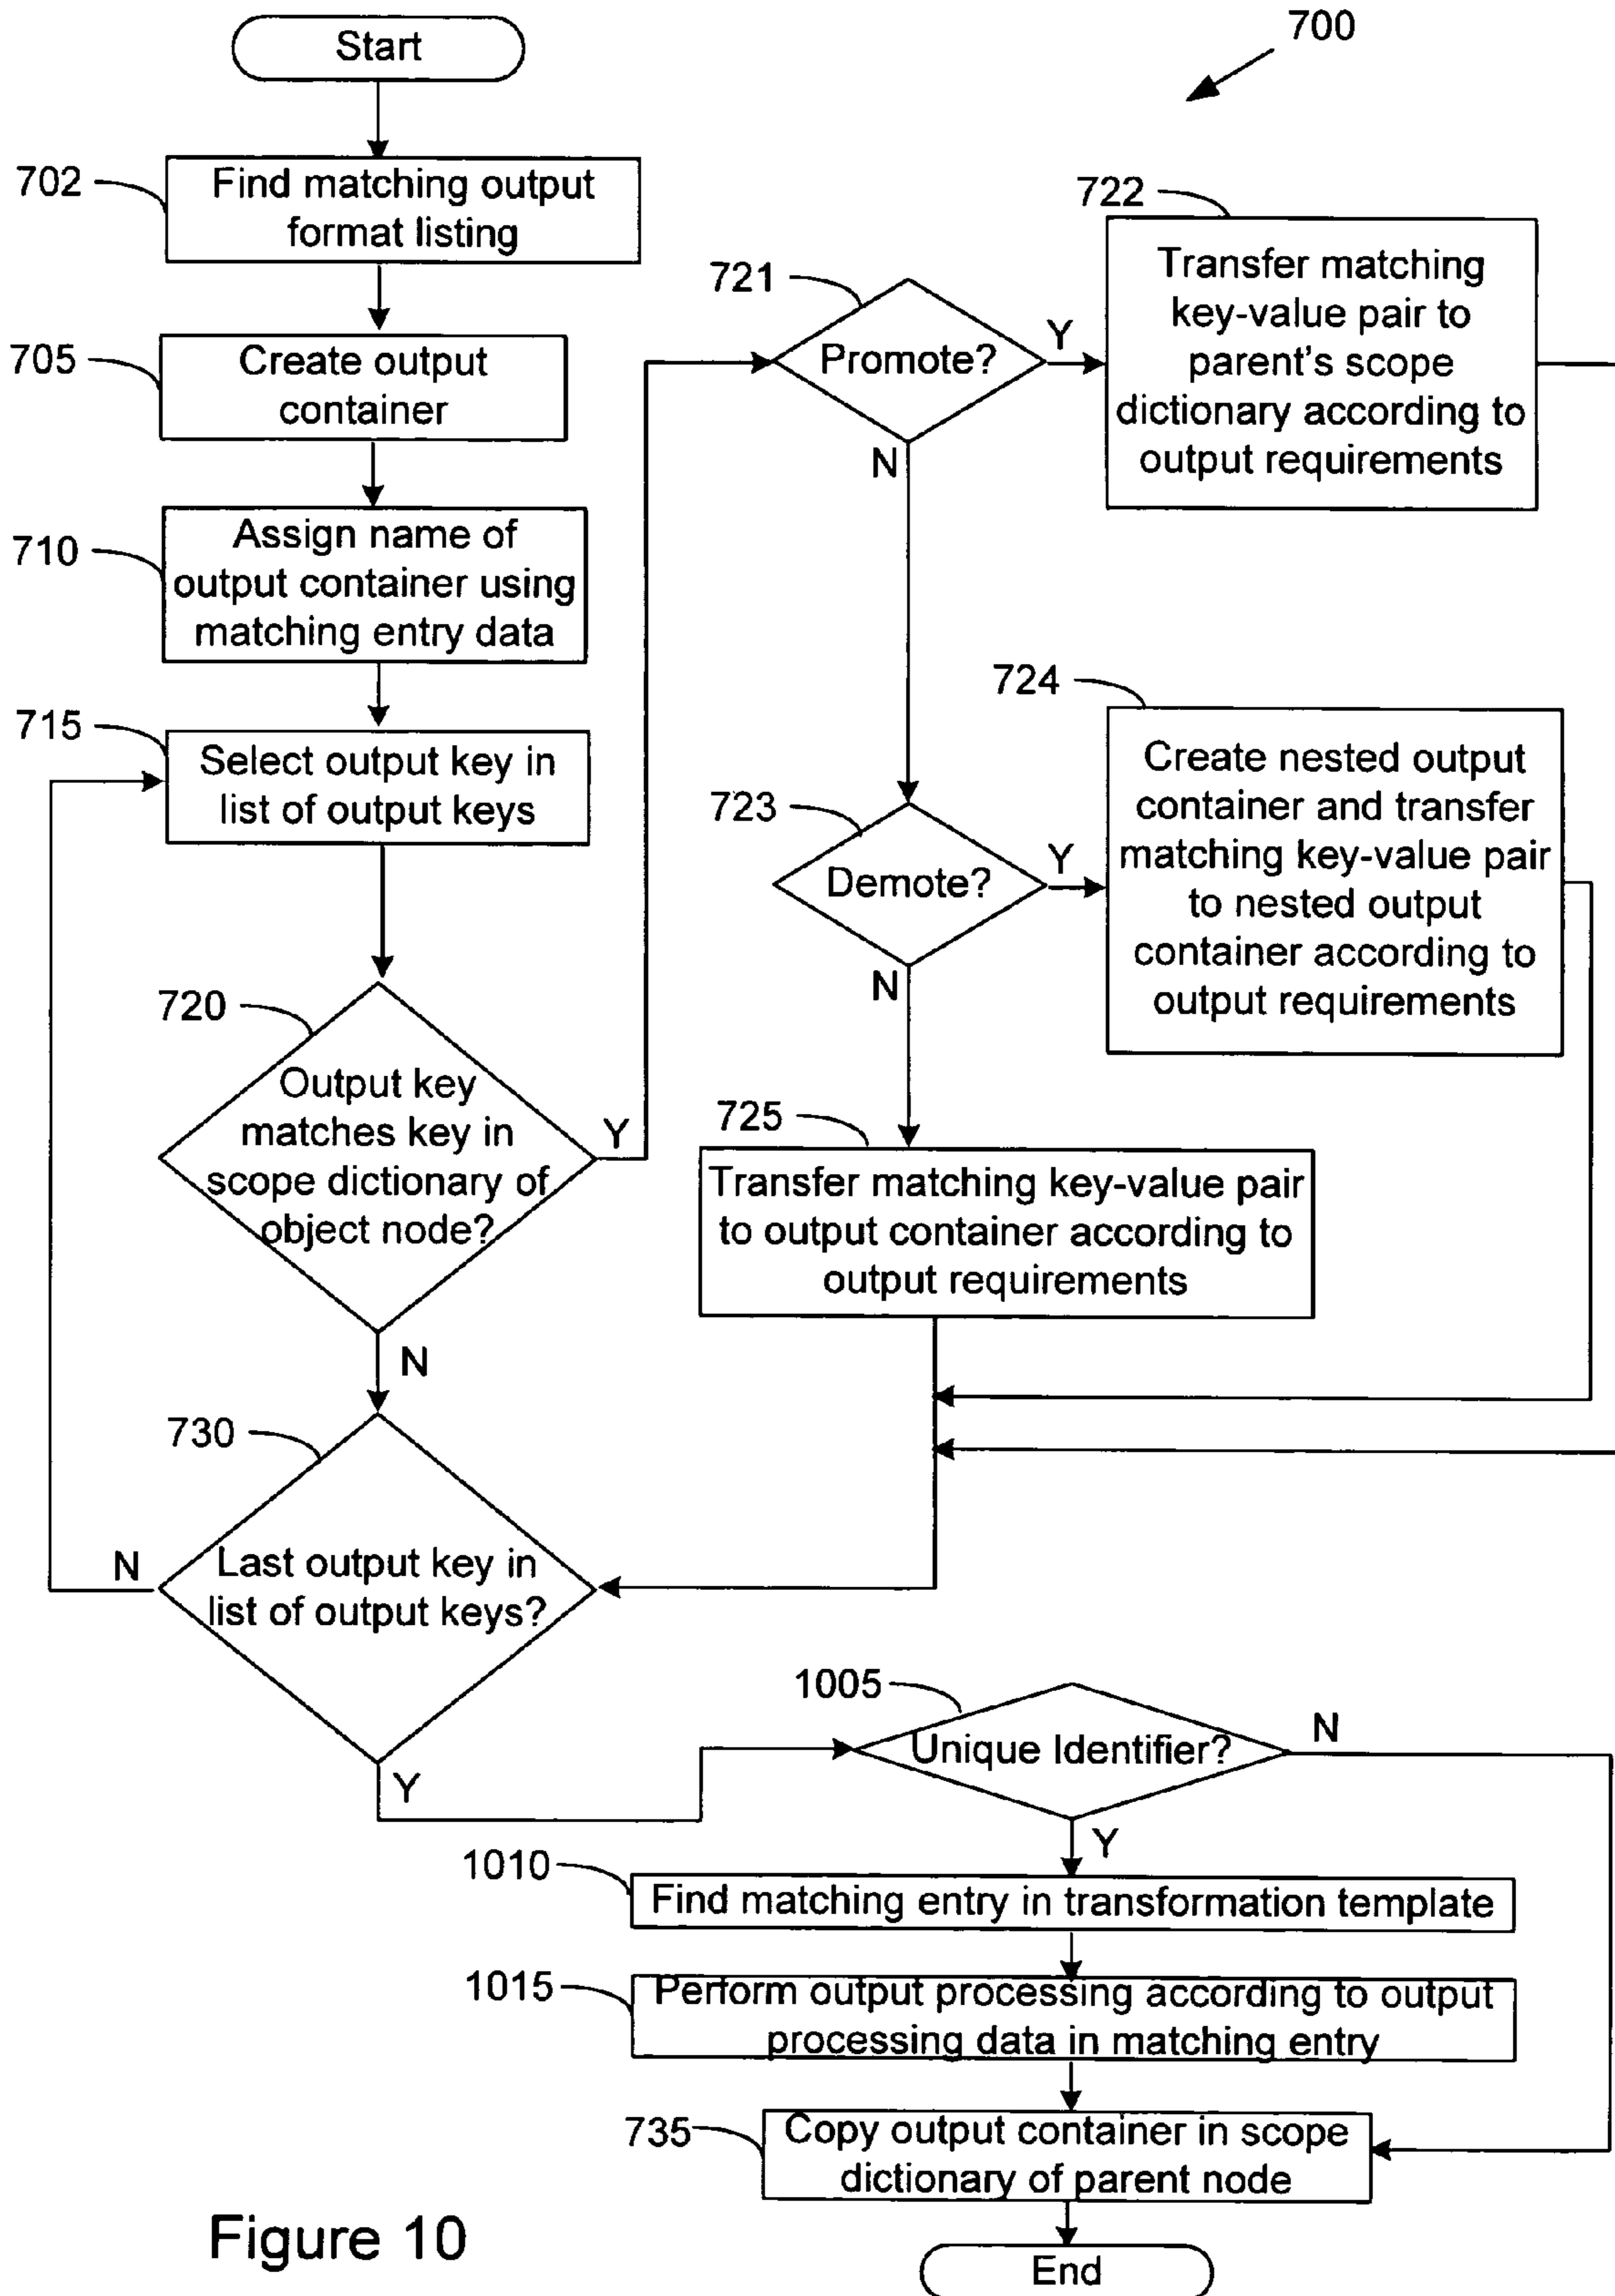 700
Start
702
Find matching output
format listing
705
Create output
container
710
Assign name of
output container using
matching entry data
715
Select output key in
list of output keys
720
Output key
matches key in
scope dictionary of
object node?
Y
N
721
Promote?
Y
N
722
Transfer matching
key-value pair to
parent's scope
dictionary according to
output requirements
723
Demote?
Y
N
724
Create nested output
container and transfer
matching key-value pair
to nested output
container according to
output requirements
725
Transfer matching key-value pair
to output container according to
output requirements
730
Last output key in
list of output keys?
N
Y
1005
Unique Identifier?
N
Y
1010
Find matching entry in transformation template
1015
Perform output processing according to output
processing data in matching entry
735
Copy output container in scope
dictionary of parent node
End
Figure 10